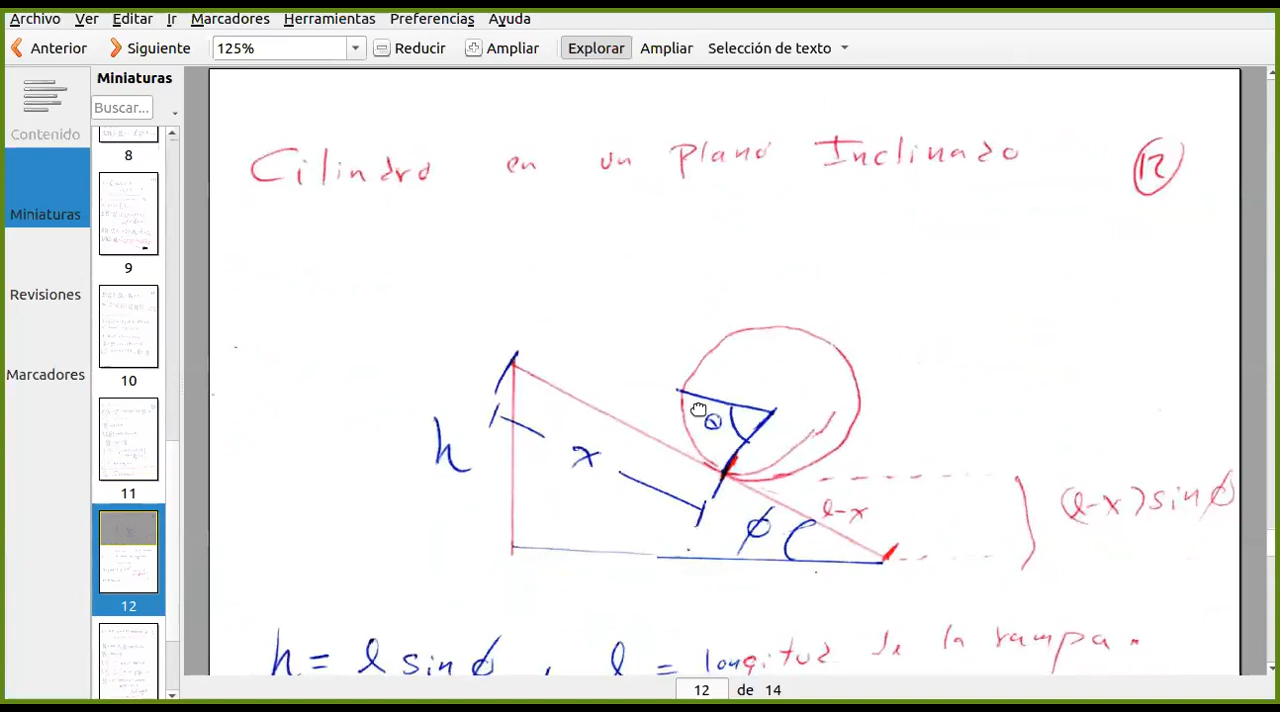 Archivo Ver Editar Ir Marcadores Herramientas Preferencias Ayuda
Anterior Siguiente 125% Reducir Ampliar Explorar Ampliar Selección de texto
Contenido
Miniaturas
Revisiones
Marcadores
Miniaturas
Buscar...
8
9
10
11
12
Cilindro en un plano Inclinado 12
h
x
θ
ϕ
l-x
(l-x) sin ϕ
h = l sin ϕ , l = longitud de la rampa.
12 de 14